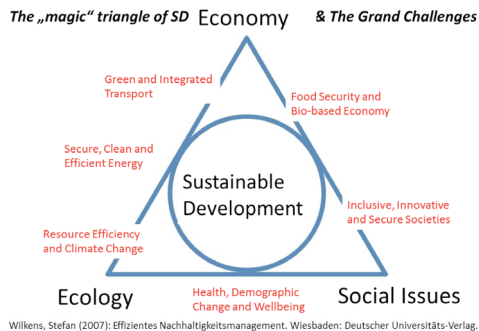 The „magic“ triangle of SD Economy & The Grand Challenges
Green and Integrated
Transport
Food Security and
Bio-based Economy
Secure, Clean and
Efficient Energy
Sustainable
Development
Inclusive, Innovative
and Secure Societies
Resource Efficiency
and Climate Change
Ecology
Health, Demographic
Change and Wellbeing
Social Issues
Wilkens, Stefan (2007): Effizientes Nachhaltigkeitsmanagement. Wiesbaden: Deutscher Universitäts-Verlag.